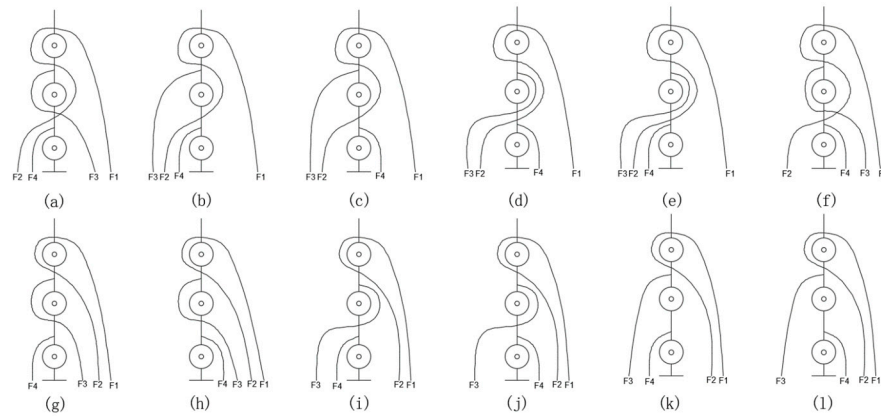 F2 F4 F3 F1
(a)
F3 F2 F4 F1
(b)
F3 F2 F4 F1
(c)
F3 F2 F4 F1
(d)
F3 F2 F4 F1
(e)
F2 F4 F3
(f)
F4 F3 F2 F1
(g)
F4 F3 F2 F1
(h)
F3 F4 F2 F1
(i)
F3 F4 F2 F1
(j)
F3 F4 F2 F1
(k)
F3 F4 F2 F1
(l)